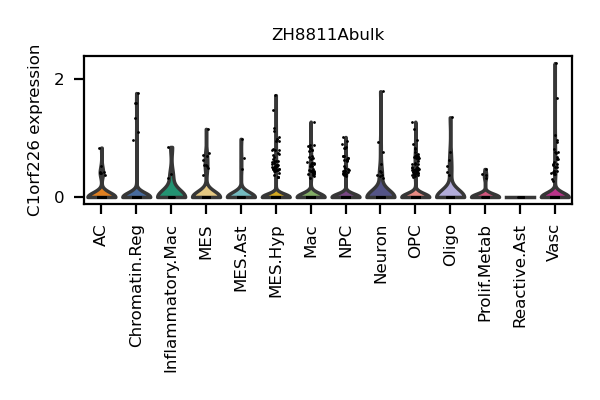 ZH8811Abulk
C1orf226 expression
2
0
AC
Chromatin.Reg
Inflammatory.Mac
MES
MES.Ast
MES.Hyp
Mac
NPC
Neuron
OPC
Oligo
Prolif.Metab
Reactive.Ast
Vasc